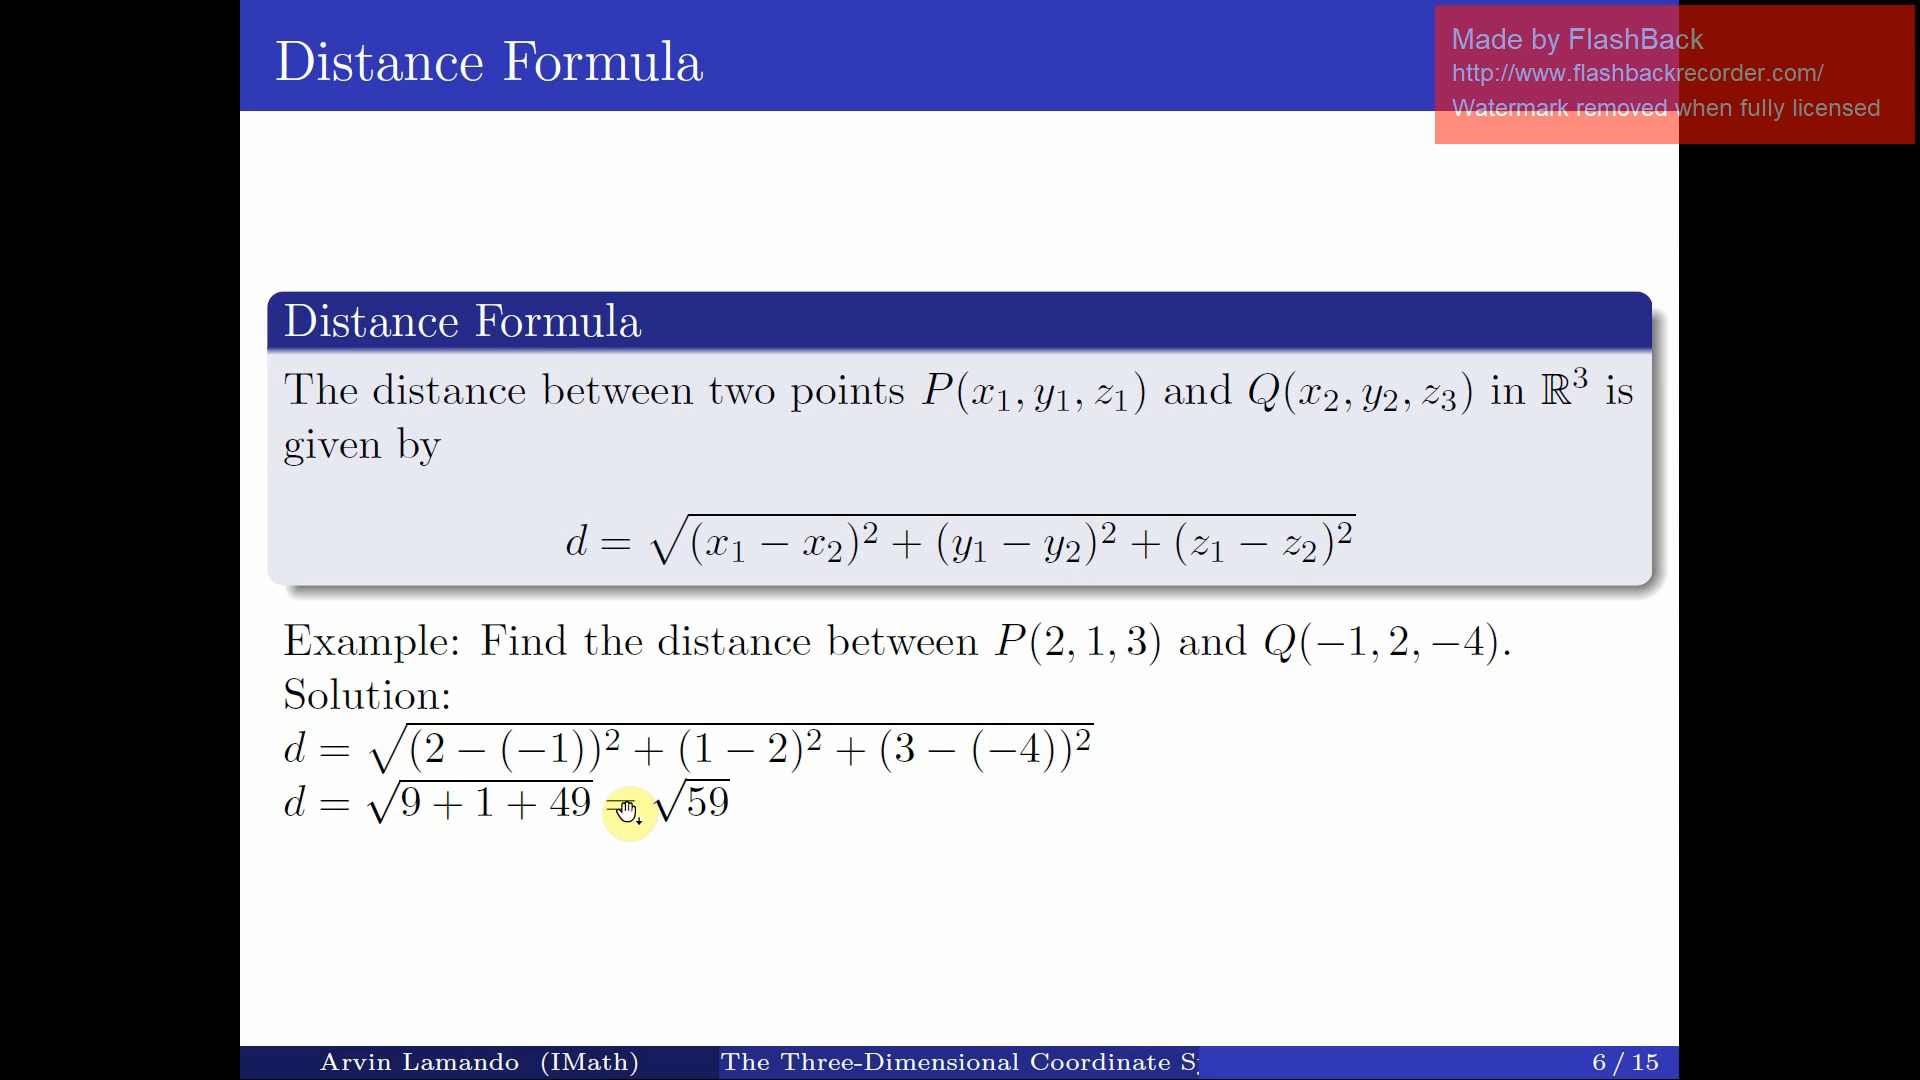 Distance Formula
Made by FlashBack
http://www.flashbackrecorder.com/
Watermark removed when fully licensed
Distance Formula
The distance between two points P(x₁, y₁, z₁) and Q(x₂, y₂, z₃) in ℝ³ is
given by
d = √((x₁ − x₂)² + (y₁ − y₂)² + (z₁ − z₂)²)
Example: Find the distance between P(2, 1, 3) and Q(−1, 2, −4).
Solution:
d = √((2 − (−1))² + (1 − 2)² + (3 − (−4))²)
d = √(9 + 1 + 49) = √59
Arvin Lamando (IMath) The Three-Dimensional Coordinate S 6 / 15